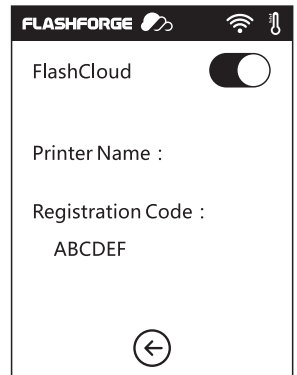 FLASHFORGE
FlashCloud
Printer Name :
Registration Code :
ABCDEF